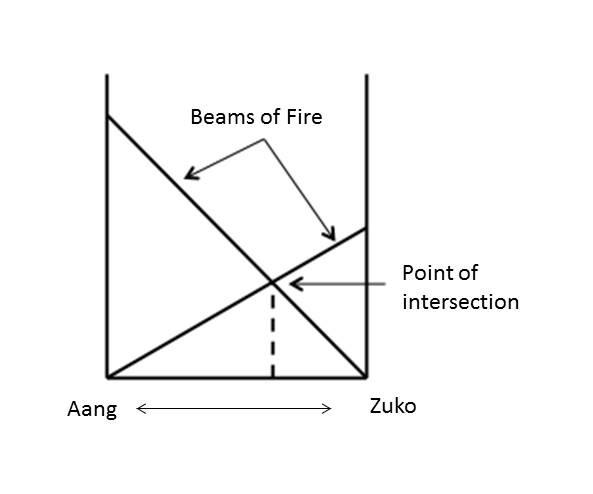 Beams of Fire
Point of
intersection
Aang
Zuko